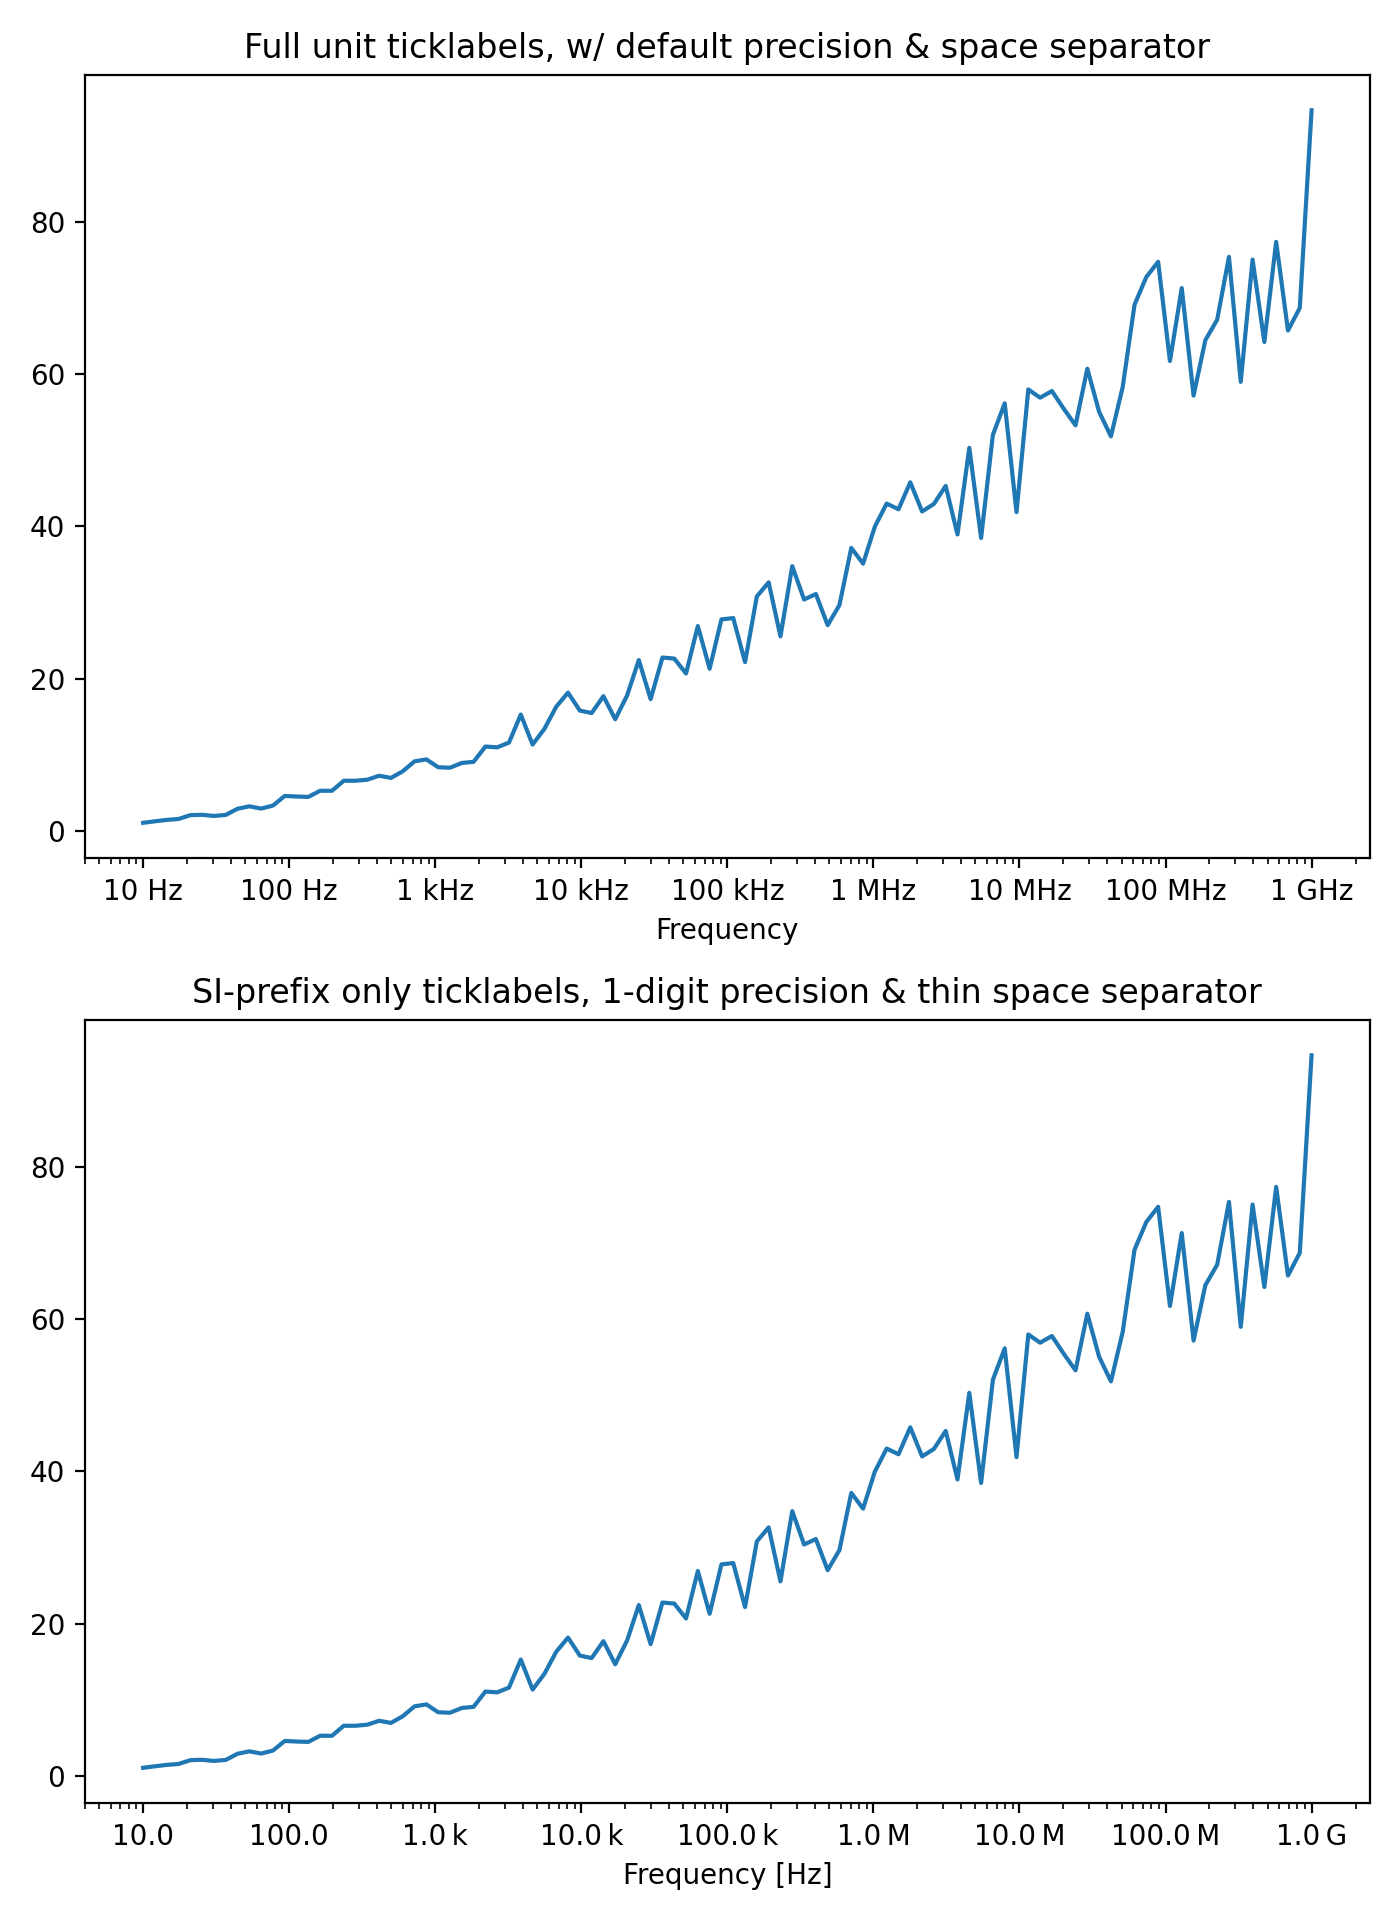 Full unit ticklabels, w/ default precision & space separator
80
60
40
20
0
10 Hz 100 Hz 1 kHz 10 kHz 100 kHz 1 MHz 10 MHz 100 MHz 1 GHz
Frequency
SI-prefix only ticklabels, 1-digit precision & thin space separator
80
60
40
20
0
10.0 100.0 1.0 k 10.0 k 100.0 k 1.0 M 10.0 M 100.0 M 1.0 G
Frequency [Hz]